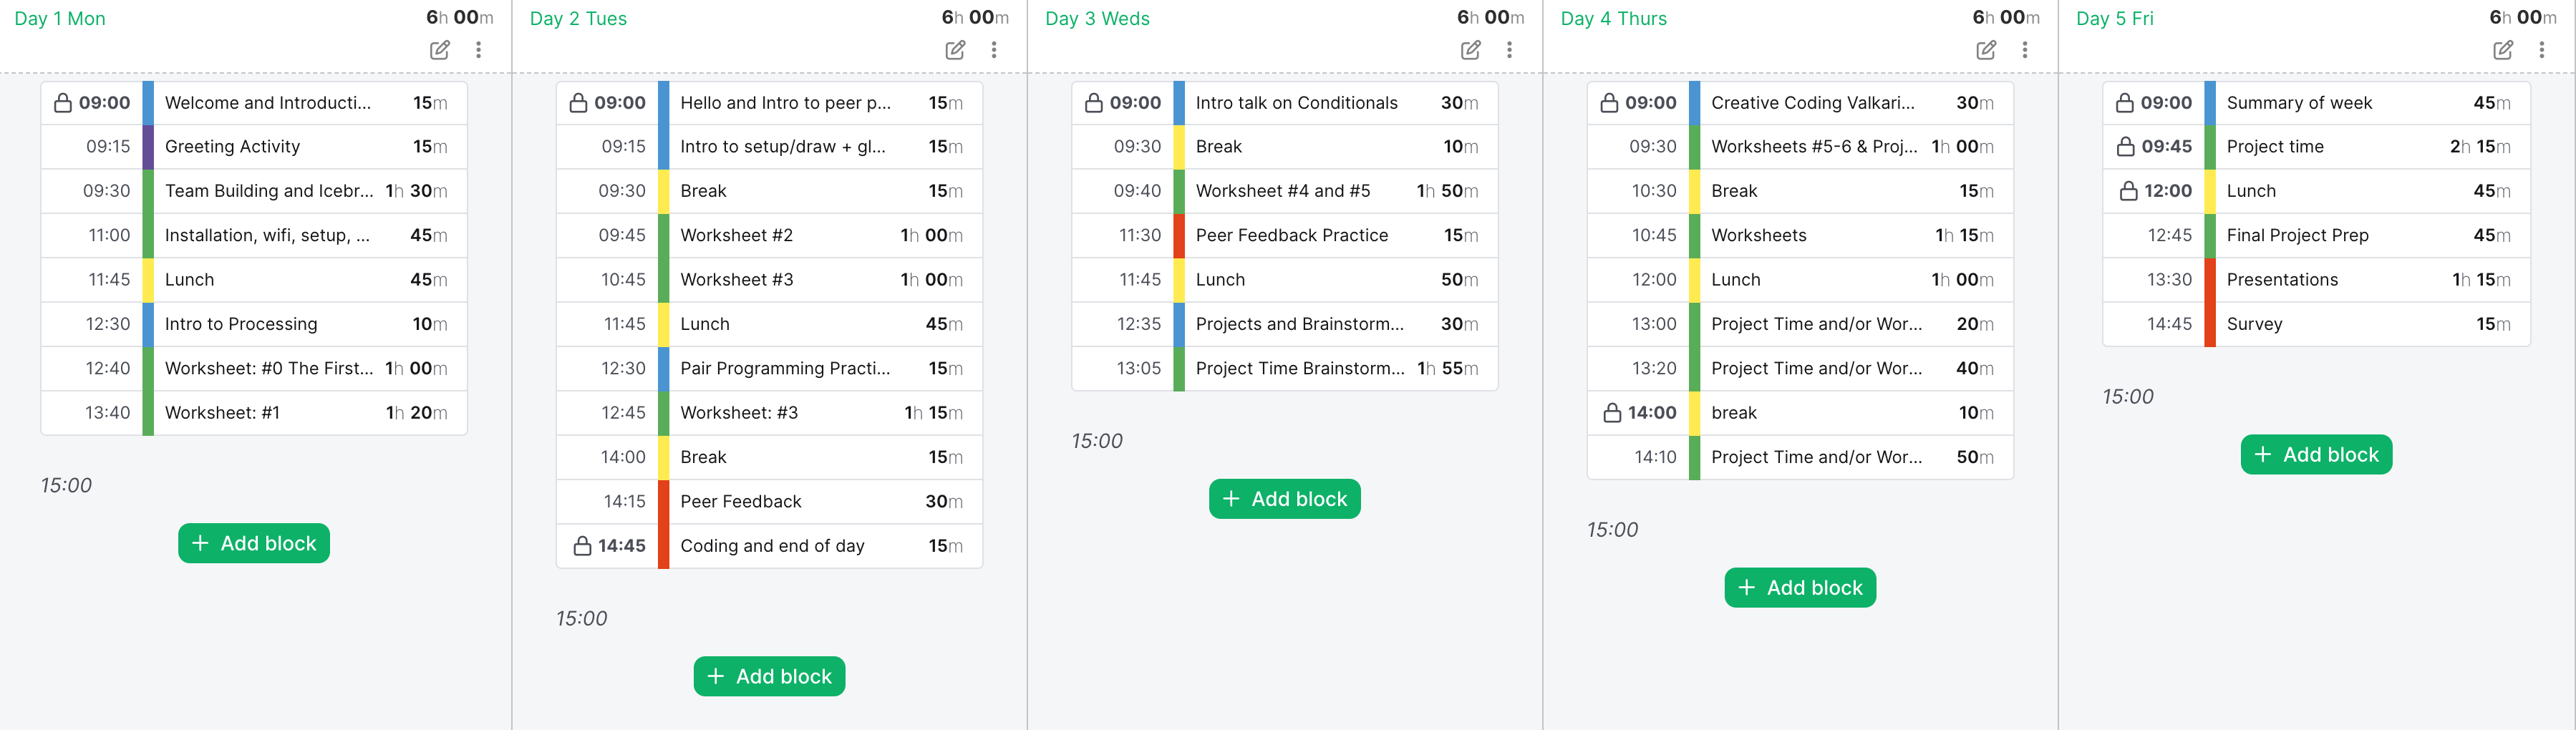 Day 1 Mon 6h 00m
09:00 Welcome and Introducti... 15m
09:15 Greeting Activity 15m
09:30 Team Building and Icebr... 1h 30m
11:00 Installation, wifi, setup, ... 45m
11:45 Lunch 45m
12:30 Intro to Processing 10m
12:40 Worksheet: #0 The First... 1h 00m
13:40 Worksheet: #1 1h 20m
15:00
+ Add block
Day 2 Tues 6h 00m
09:00 Hello and Intro to peer p... 15m
09:15 Intro to setup/draw + gl... 15m
09:30 Break 15m
09:45 Worksheet #2 1h 00m
10:45 Worksheet #3 1h 00m
11:45 Lunch 45m
12:30 Pair Programming Practi... 15m
12:45 Worksheet: #3 1h 15m
14:00 Break 15m
14:15 Peer Feedback 30m
14:45 Coding and end of day 15m
15:00
+ Add block
Day 3 Weds 6h 00m
09:00 Intro talk on Conditionals 30m
09:30 Break 10m
09:40 Worksheet #4 and #5 1h 50m
11:30 Peer Feedback Practice 15m
11:45 Lunch 50m
12:35 Projects and Brainstorm... 30m
13:05 Project Time Brainstorm... 1h 55m
15:00
+ Add block
Day 4 Thurs 6h 00m
09:00 Creative Coding Valkari... 30m
09:30 Worksheets #5-6 & Proj... 1h 00m
10:30 Break 15m
10:45 Worksheets 1h 15m
12:00 Lunch 1h 00m
13:00 Project Time and/or Wor... 20m
13:20 Project Time and/or Wor... 40m
14:00 break 10m
14:10 Project Time and/or Wor... 50m
15:00
+ Add block
Day 5 Fri 6h 00m
09:00 Summary of week 45m
09:45 Project time 2h 15m
12:00 Lunch 45m
12:45 Final Project Prep 45m
13:30 Presentations 1h 15m
14:45 Survey 15m
15:00
+ Add block